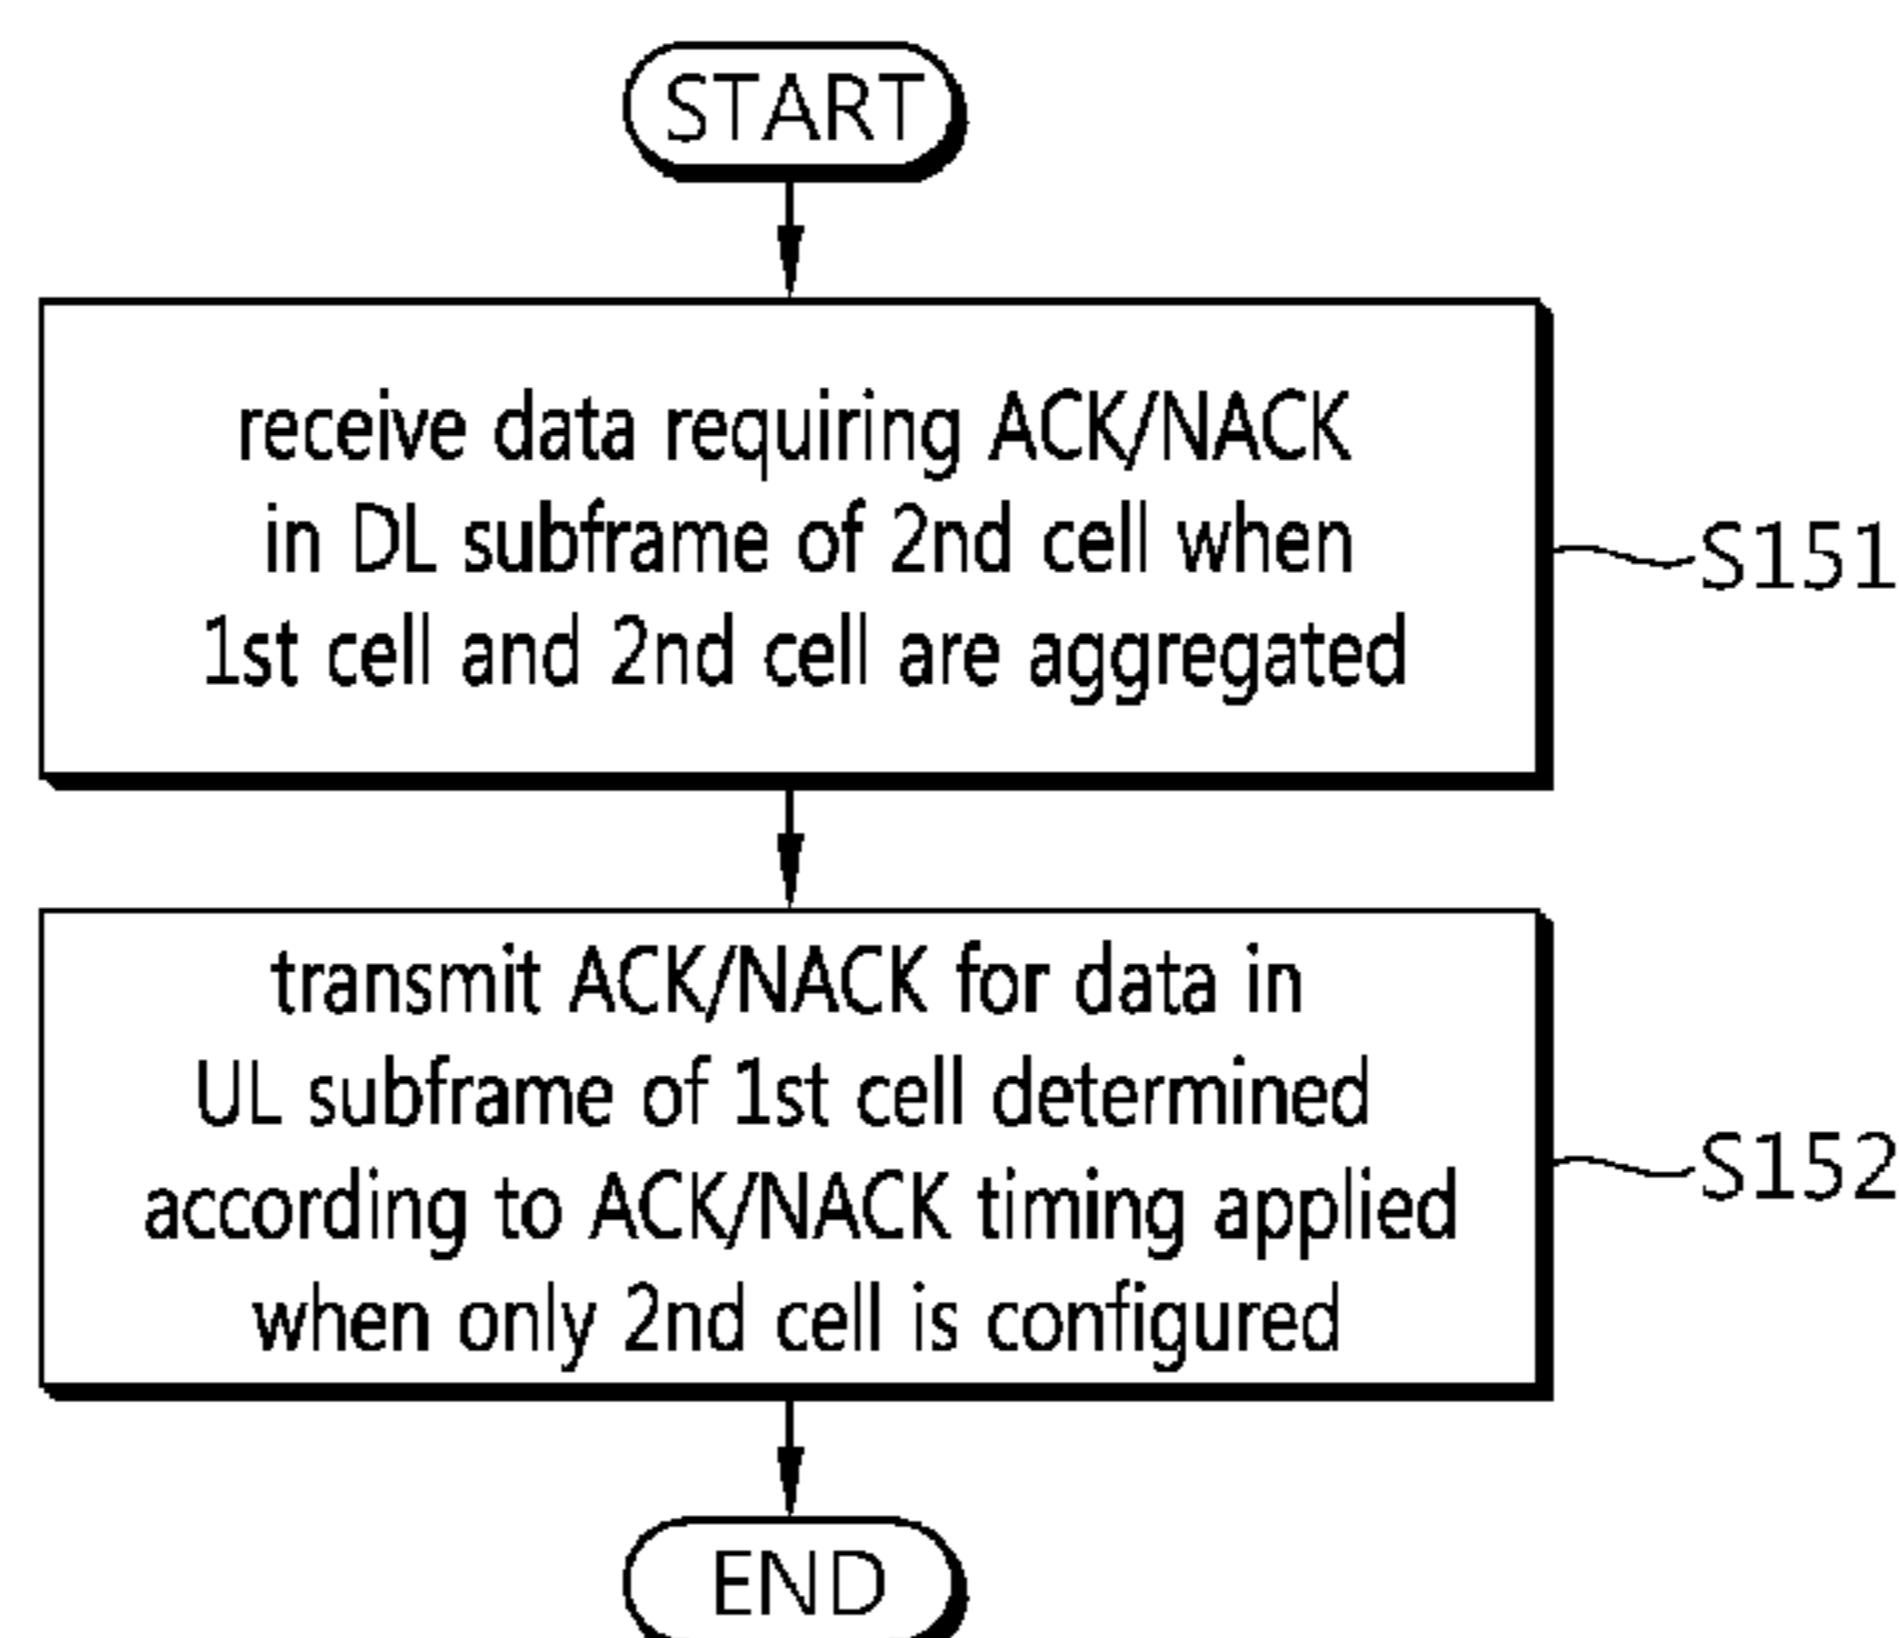 START
receive data requiring ACK/NACK
in DL subframe of 2nd cell when
1st cell and 2nd cell are aggregated
S151
transmit ACK/NACK for data in
UL subframe of 1st cell determined
according to ACK/NACK timing applied
when only 2nd cell is configured
S152
END